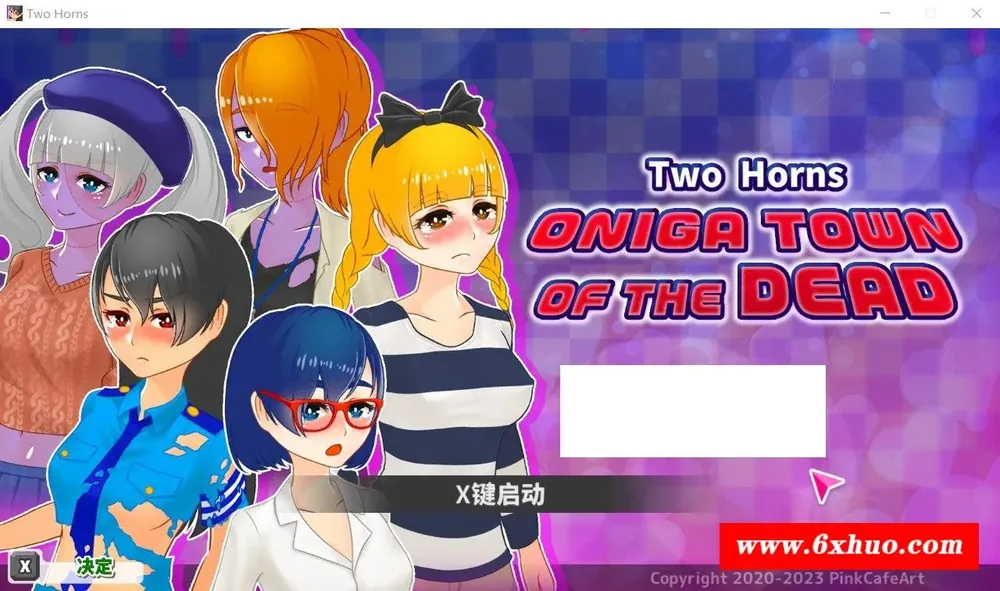 Two Horns
Two Horns
ONIGA TOWN
OF THE DEAD
X键启动
www.6xhuo.com
X 决定
Copyright 2020-2023 PinkCafeArt